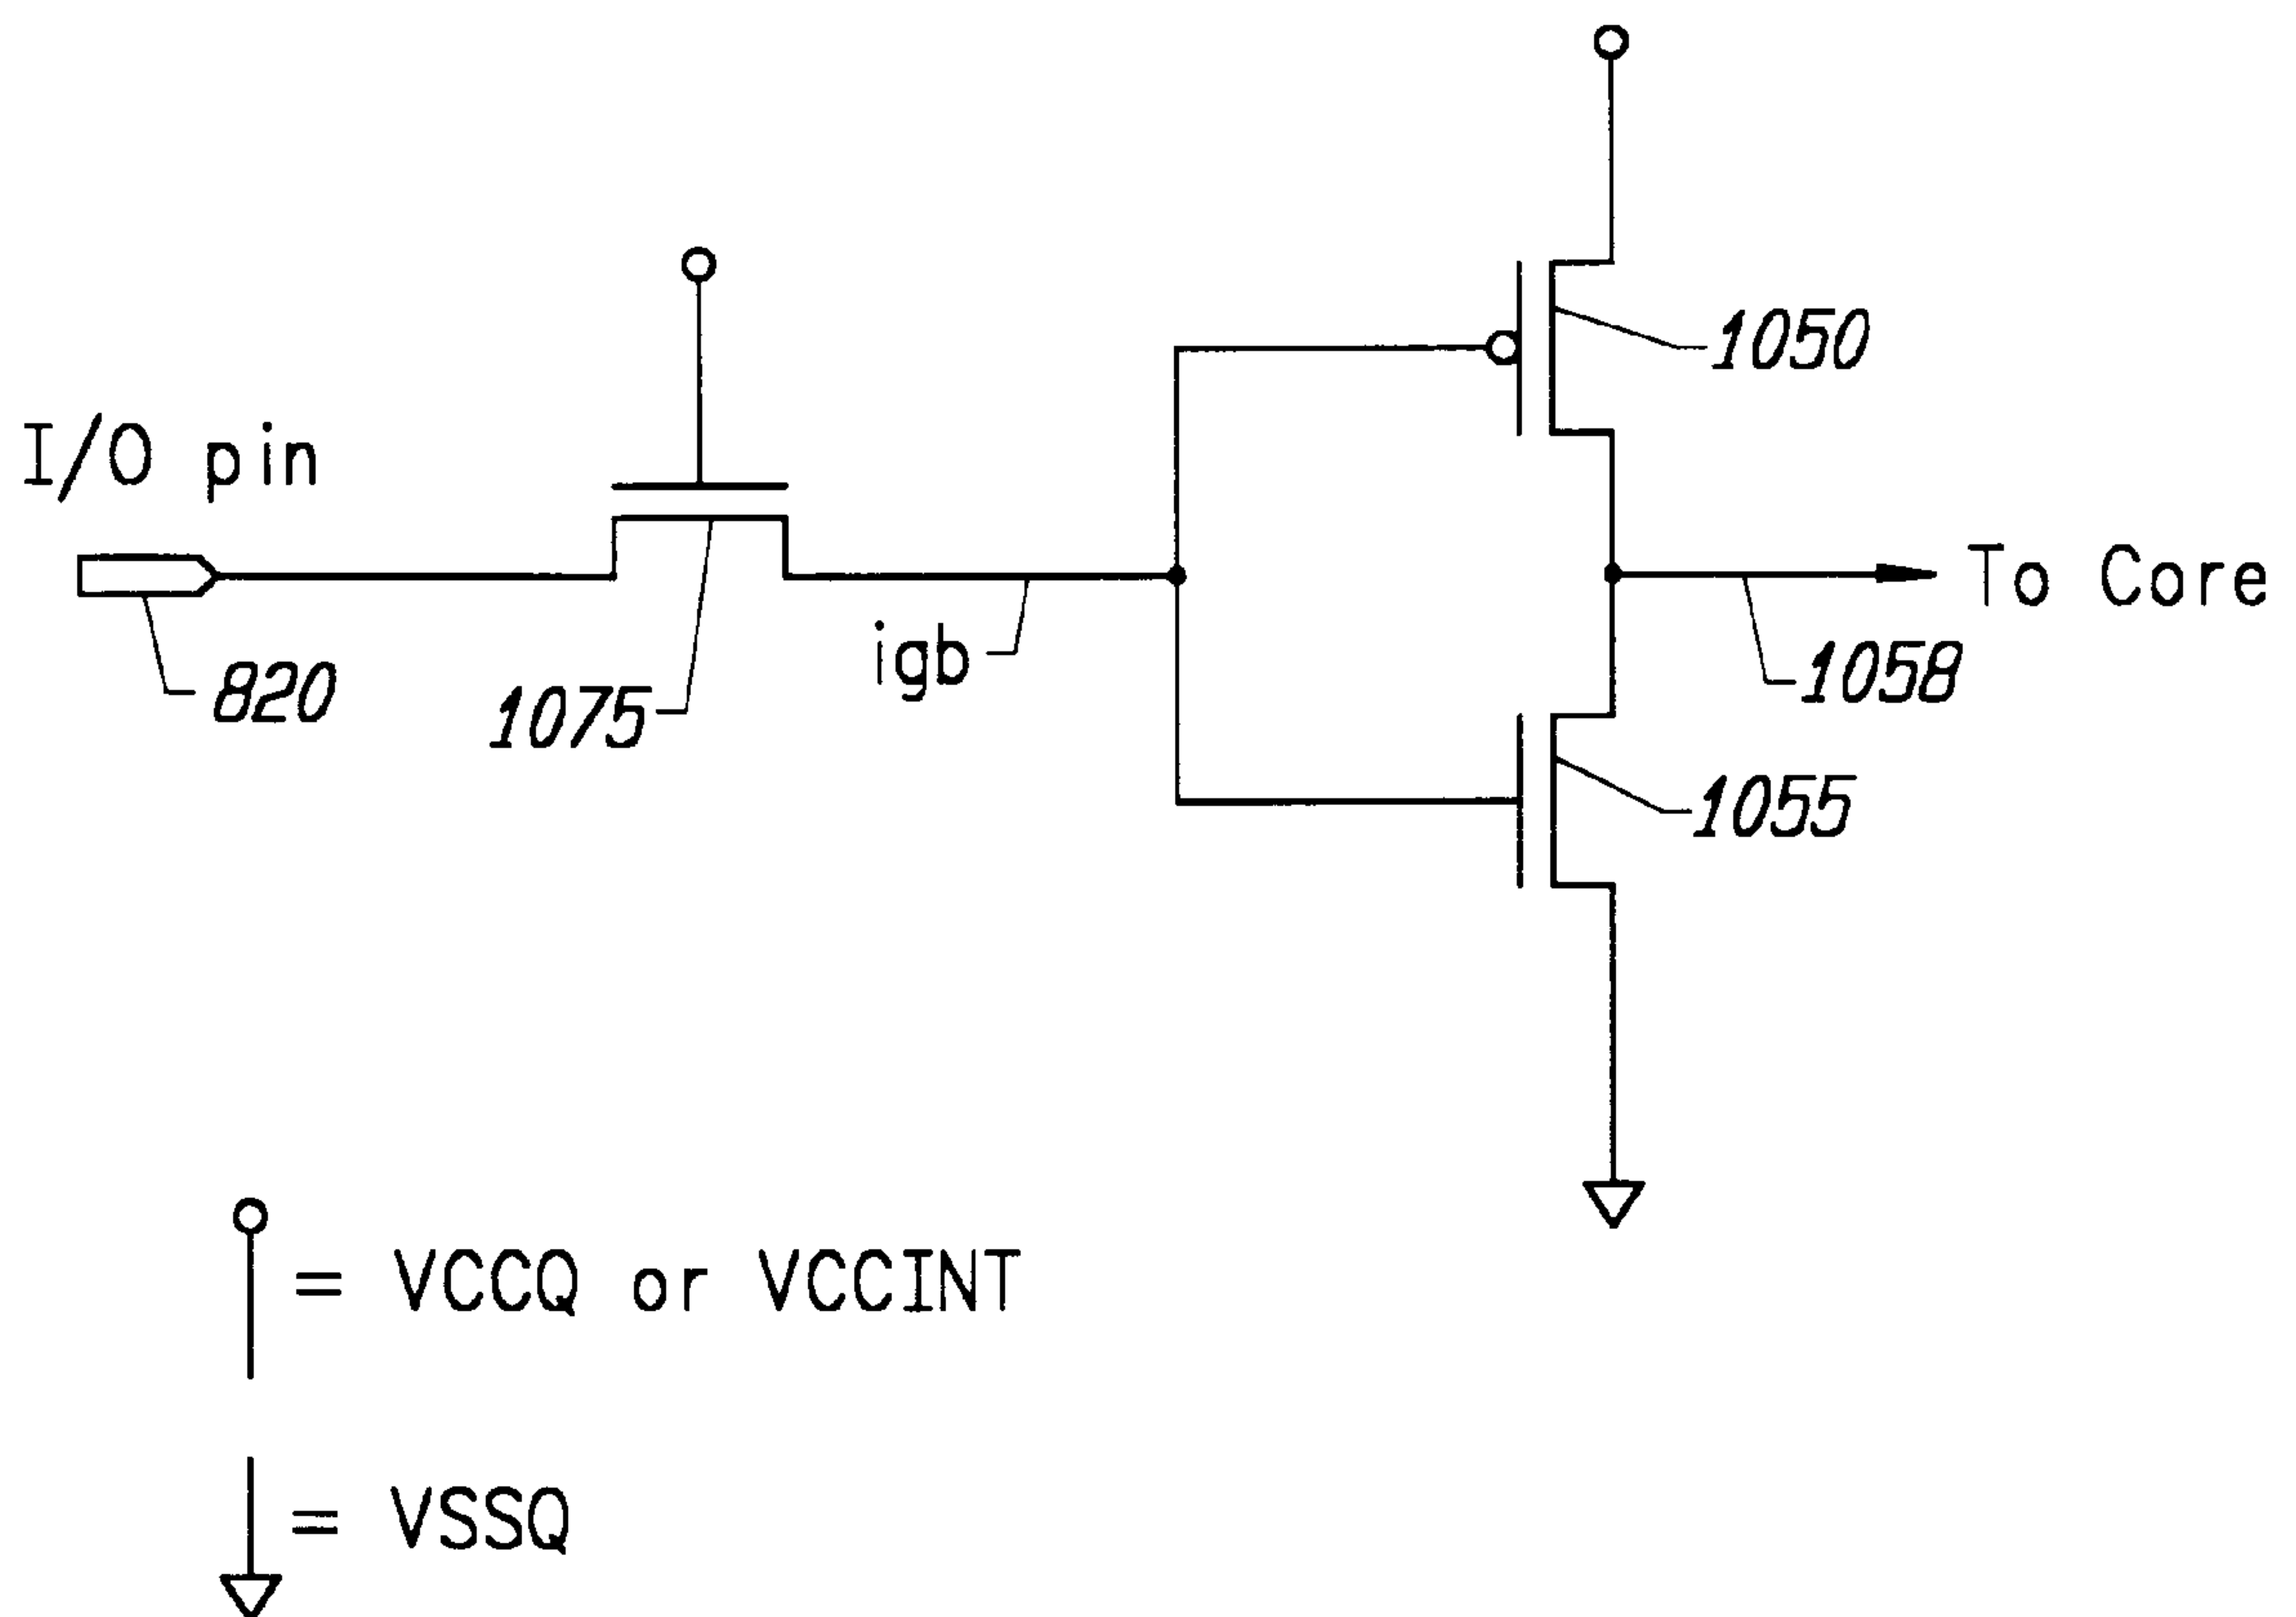 1050
I/O pin
To Core
igb
820
1075
1058
1055
= VCCQ or VCCINT
= VSSQ